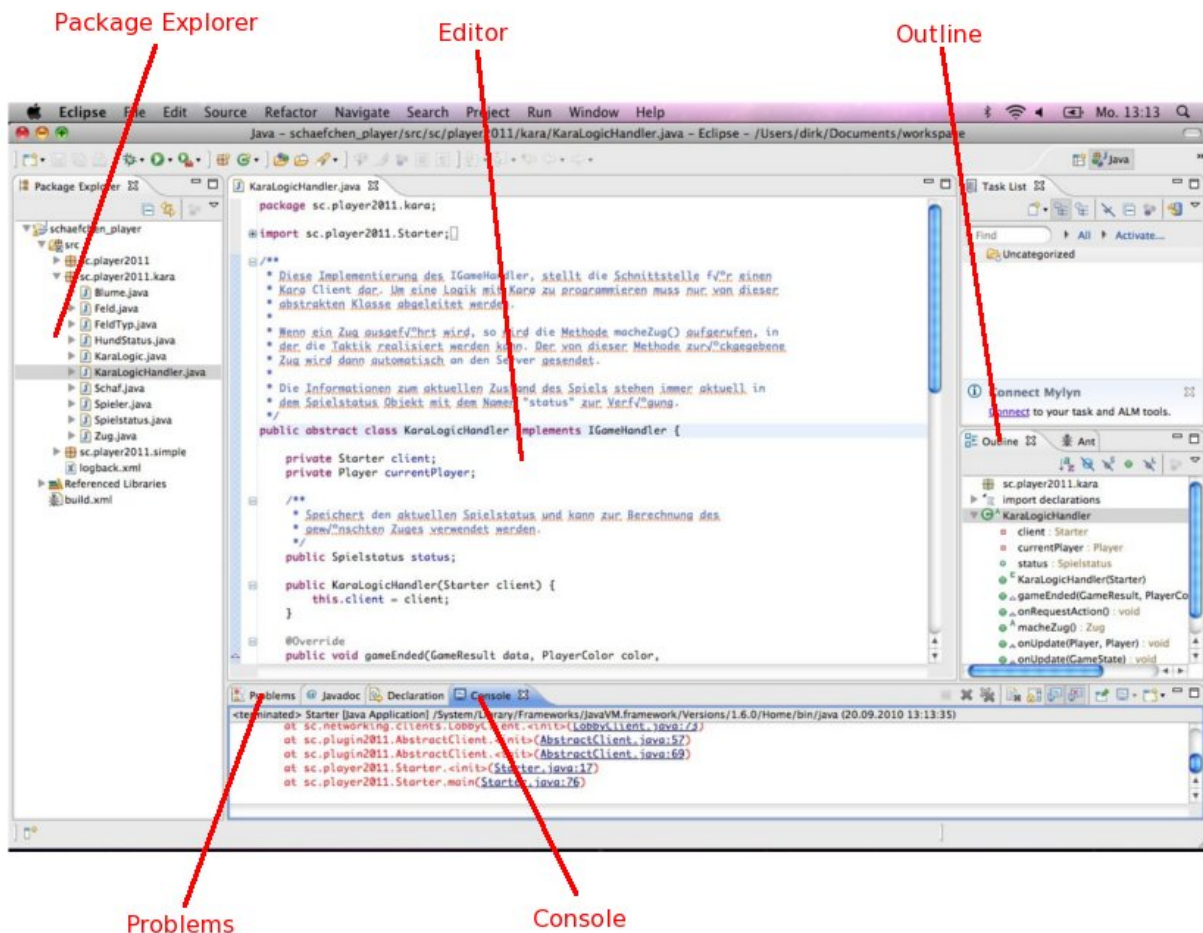 Package Explorer
Editor
Outline
Eclipse File Edit Source Refactor Navigate Search Project Run Window Help
Mo. 13:13
Java – schaefchen_player/src/sc/player2011/kara/KaraLogicHandler.java – Eclipse – /Users/dirk/Documents/workspace
Java
Package Explorer
schaefchen_player
src
sc.player2011
sc.player2011.kara
Blume.java
Feld.java
FeldTyp.java
HundStatus.java
KaraLogic.java
KaraLogicHandler.java
Schaf.java
Spieler.java
Spielstatus.java
Zug.java
sc.player2011.simple
logback.xml
Referenced Libraries
build.xml
KaraLogicHandler.java
package sc.player2011.kara;
import sc.player2011.Starter;
/**
* Diese Implementierung des IGameHandler, stellt die Schnittstelle f√ºr einen
* Kara Client dar. Um eine Logik mit Kara zu programmieren muss nur von dieser
* abstrakten Klasse abgeleitet werden.
*
* Wenn ein Zug ausgef√ºhrt wird, so wird die Methode macheZug() aufgerufen, in
* der die Taktik realisiert werden kann. Der von dieser Methode zur√ºckgegebene
* Zug wird dann automatisch an den Server gesendet.
*
* Die Informationen zum aktuellen Zustand des Spiels stehen immer aktuell in
* dem Spielstatus Objekt mit dem Namen "status" zur Verf√ºgung.
*/
public abstract class KaraLogicHandler implements IGameHandler {
private Starter client;
private Player currentPlayer;
/**
* Speichert den aktuellen Spielstatus und kann zur Berechnung des
* gew√ºnschten Zuges verwendet werden.
*/
public Spielstatus status;
public KaraLogicHandler(Starter client) {
this.client = client;
}
@Override
public void gameEnded(GameResult data, PlayerColor color,
Task List
Find All Activate...
Uncategorized
Connect Mylyn
Connect to your task and ALM tools.
Outline Ant
sc.player2011.kara
import declarations
KaraLogicHandler
client : Starter
currentPlayer : Player
status : Spielstatus
KaraLogicHandler(Starter)
gameEnded(GameResult, PlayerCo
onRequestAction() : void
macheZug() : Zug
onUpdate(Player, Player) : void
onUpdate(GameState) : void
Problems Javadoc Declaration Console
<terminated> Starter [Java Application] /System/Library/Frameworks/JavaVM.framework/Versions/1.6.0/Home/bin/java (20.09.2010 13:13:35)
at sc.networking.clients.LobbyClient.<init>(LobbyClient.java:73)
at sc.plugin2011.AbstractClient.<init>(AbstractClient.java:57)
at sc.plugin2011.AbstractClient.<init>(AbstractClient.java:69)
at sc.player2011.Starter.<init>(Starter.java:17)
at sc.player2011.Starter.main(Starter.java:76)
Problems
Console